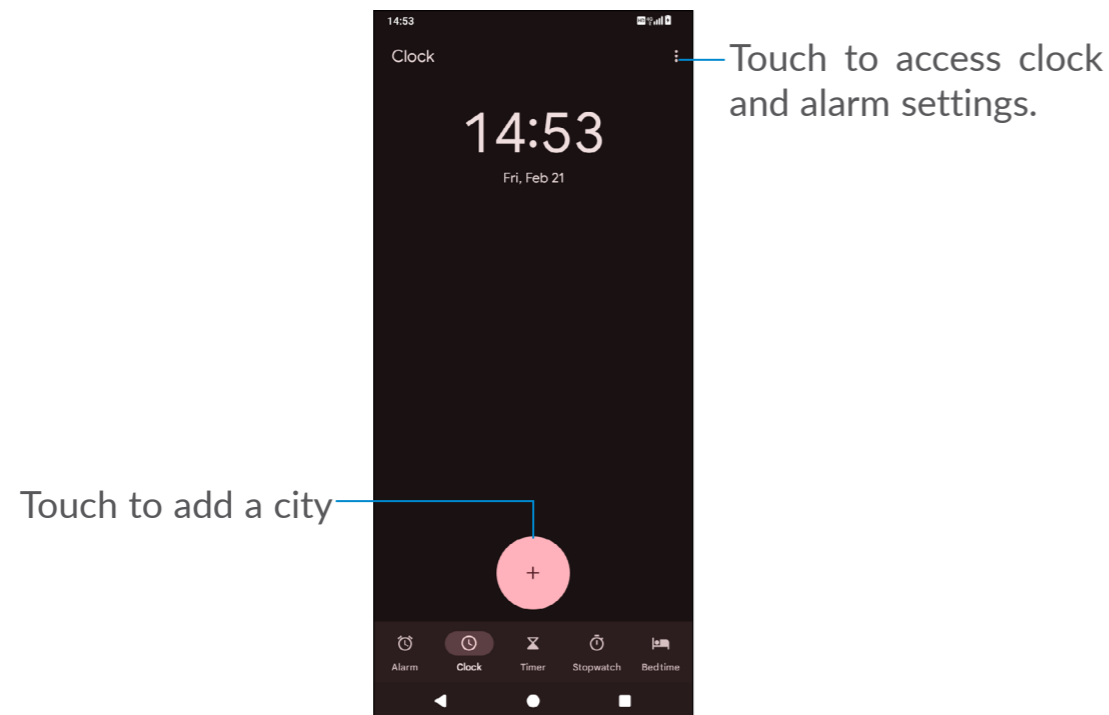 14:53
Clock
Touch to access clock
and alarm settings.
14:53
Fri, Feb 21
Touch to add a city
+
Alarm Clock Timer Stopwatch Bedtime